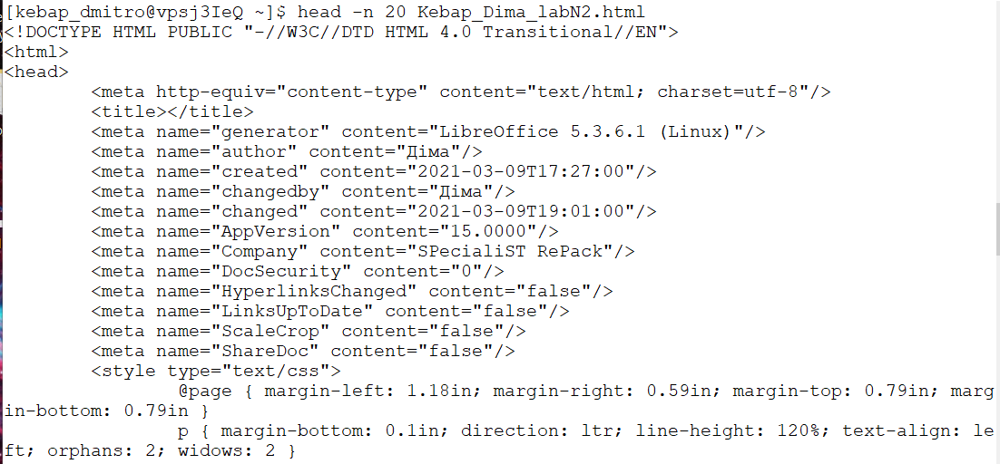 [kebap_dmitro@vpsj3IeQ ~]$ head -n 20 Kebap_Dima_labN2.html
<!DOCTYPE HTML PUBLIC "-//W3C//DTD HTML 4.0 Transitional//EN">
<html>
<head>
        <meta http-equiv="content-type" content="text/html; charset=utf-8"/>
        <title></title>
        <meta name="generator" content="LibreOffice 5.3.6.1 (Linux)"/>
        <meta name="author" content="Діма"/>
        <meta name="created" content="2021-03-09T17:27:00"/>
        <meta name="changedby" content="Діма"/>
        <meta name="changed" content="2021-03-09T19:01:00"/>
        <meta name="AppVersion" content="15.0000"/>
        <meta name="Company" content="SPecialiST RePack"/>
        <meta name="DocSecurity" content="0"/>
        <meta name="HyperlinksChanged" content="false"/>
        <meta name="LinksUpToDate" content="false"/>
        <meta name="ScaleCrop" content="false"/>
        <meta name="ShareDoc" content="false"/>
        <style type="text/css">
                @page { margin-left: 1.18in; margin-right: 0.59in; margin-top: 0.79in; marg
in-bottom: 0.79in }
                p { margin-bottom: 0.1in; direction: ltr; line-height: 120%; text-align: le
ft; orphans: 2; widows: 2 }